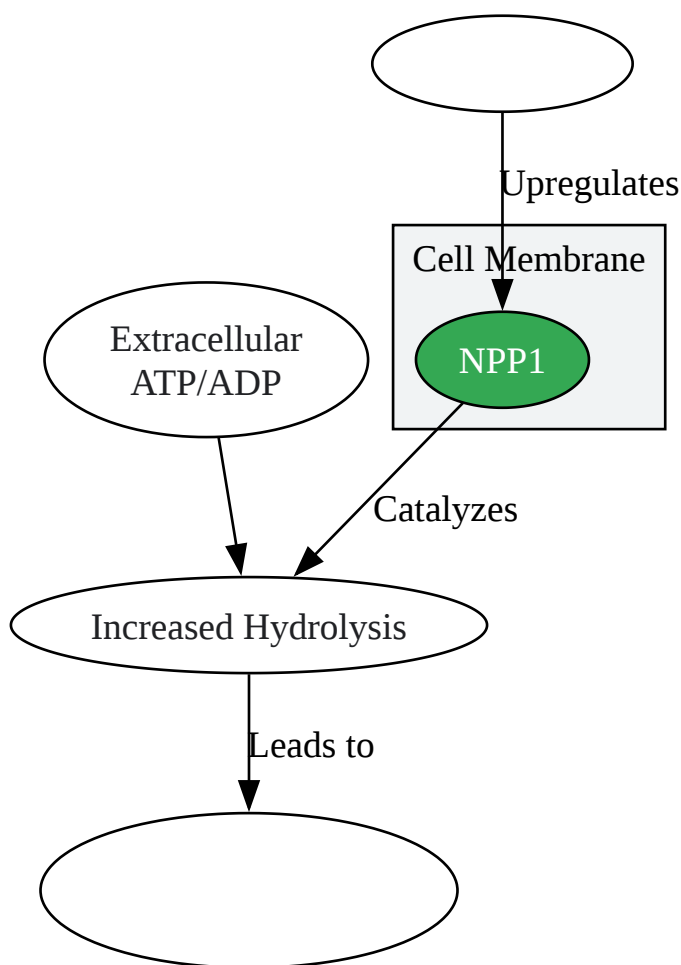 Upregulates
Cell Membrane
Extracellular
ATP/ADP
NPP1
Catalyzes
Increased Hydrolysis
Leads to